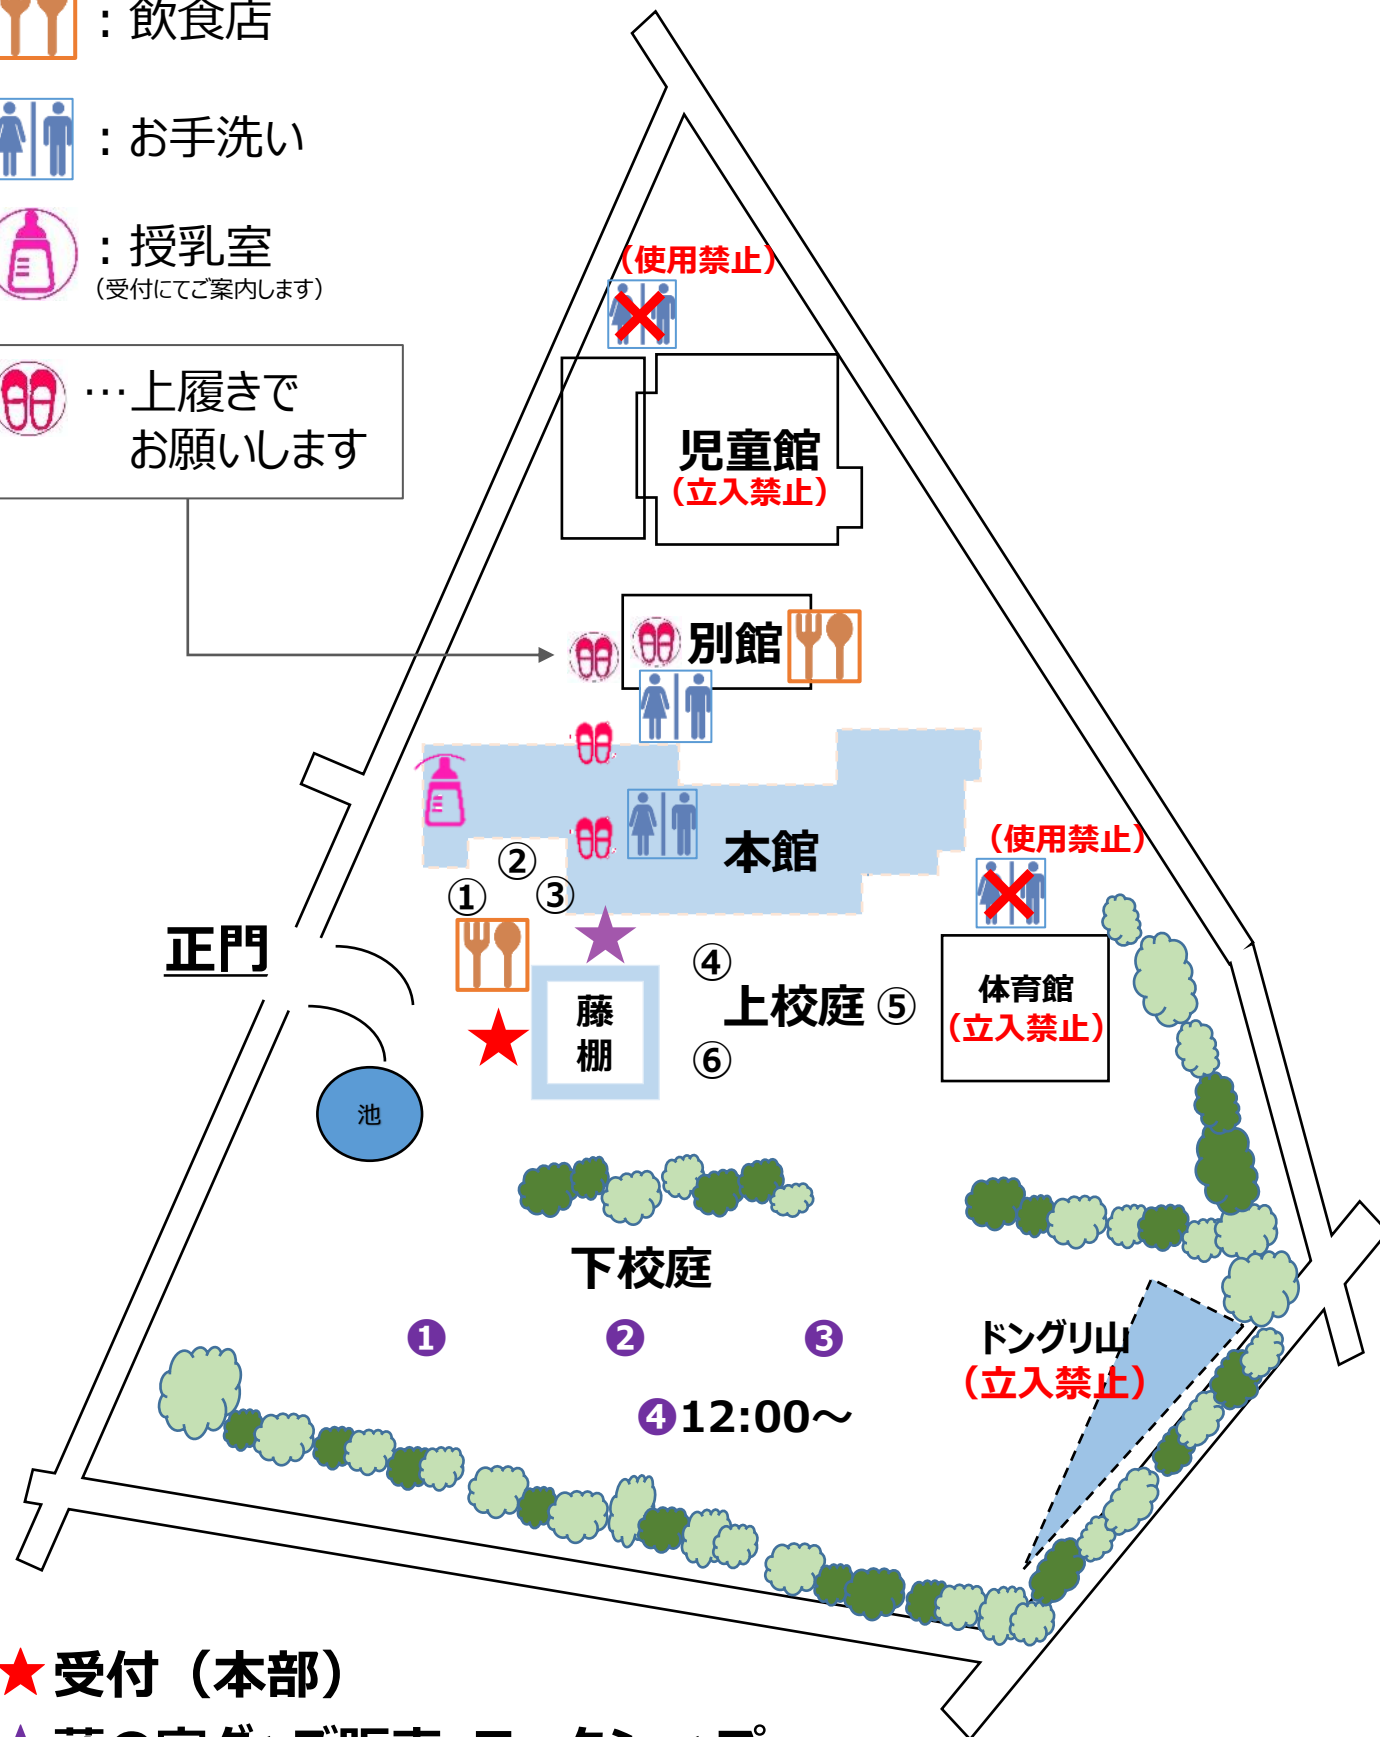 ：飲食店
：お手洗い
：授乳室
（受付にてご案内します）
…上履きで
お願いします
（使用禁止）
児童館
（立入禁止）
別館
本館
（使用禁止）
②
①
③
正門
④
上校庭 ⑤
体育館
（立入禁止）
藤
棚
⑥
池
下校庭
❶
❷
❸
ドングリ山
（立入禁止）
❹12:00～
★受付（本部）